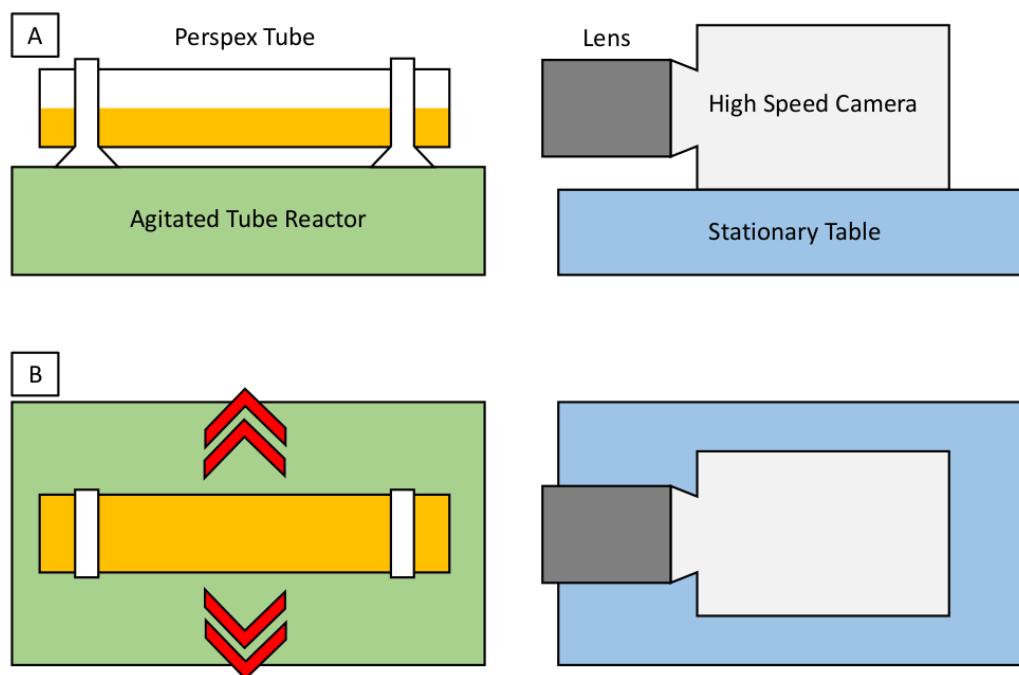 A
Perspex Tube
Lens
High Speed Camera
Agitated Tube Reactor
Stationary Table
B